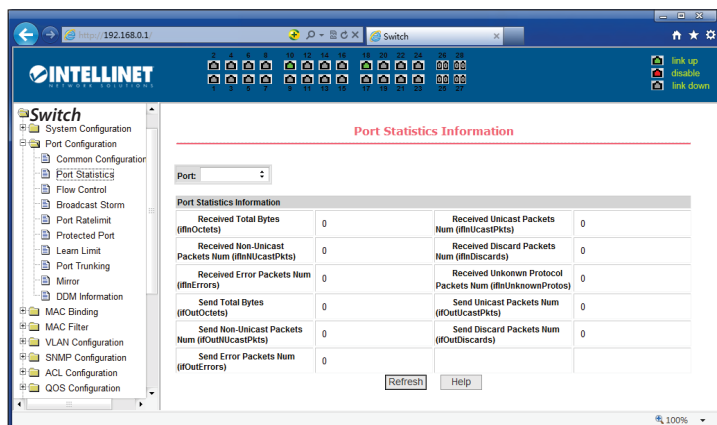 http://192.168.0.1/
Switch
2 4 6 8 10 12 14 16 18 20 22 24 26 28
1 3 5 7 9 11 13 15 17 19 21 23 25 27
INTELLINET
NETWORK SOLUTIONS
link up
disable
link down
Switch
System Configuration
Port Configuration
Common Configuration
Port Statistics
Flow Control
Broadcast Storm
Port Ratelimit
Protected Port
Learn Limit
Port Trunking
Mirror
DDM Information
MAC Binding
MAC Filter
VLAN Configuration
SNMP Configuration
ACL Configuration
QOS Configuration
Port Statistics Information
Port:
Port Statistics Information
Received Total Bytes
(ifInOctets)
0
Received Unicast Packets
Num (ifInUcastPkts)
0
Received Non-Unicast
Packets Num (ifInNUcastPkts)
0
Received Discard Packets
Num (ifInDiscards)
0
Received Error Packets Num
(ifInErrors)
0
Received Unkonwn Protocol
Packets Num (ifInUnknownProtos)
0
Send Total Bytes
(ifOutOctets)
0
Send Unicast Packets Num
(ifOutUcastPkts)
0
Send Non-Unicast Packets
Num (ifOutNUcastPkts)
0
Send Discard Packets Num
(ifOutDiscards)
0
Send Error Packets Num
(ifOutErrors)
0
Refresh
Help
100%